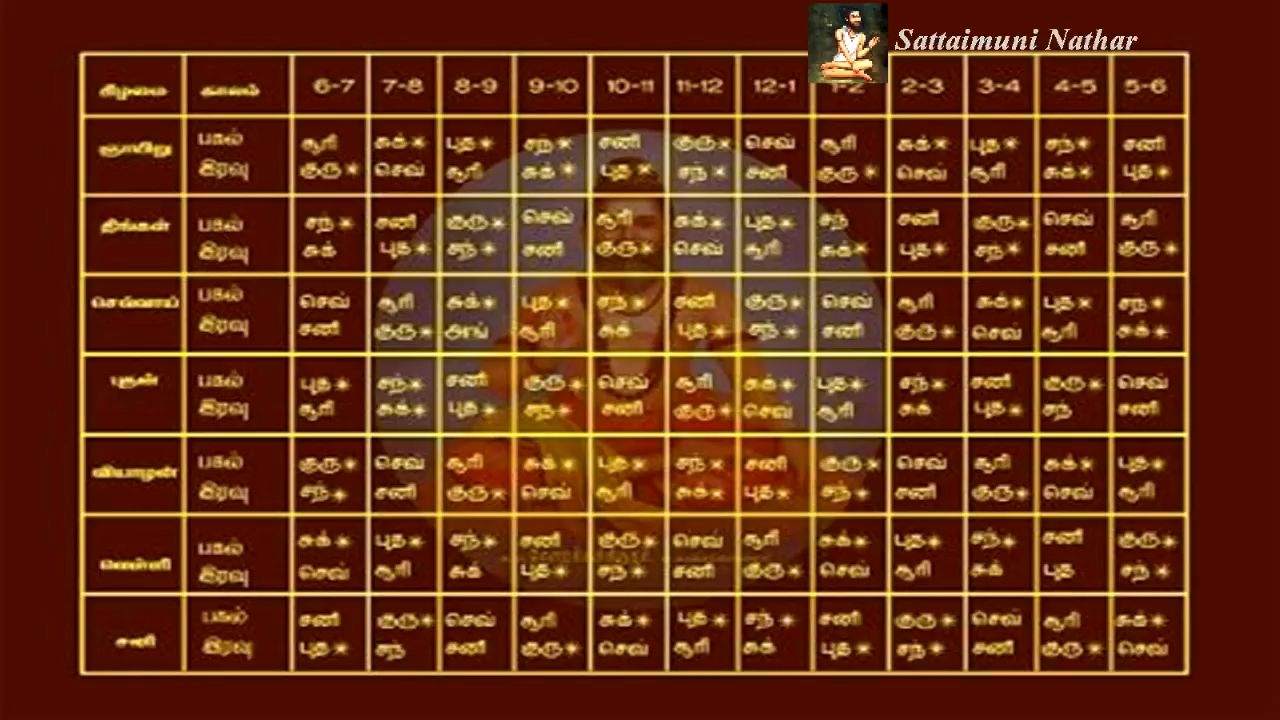 Sattaimuni Nathar
கிழமை காலம் 6-7 7-8 8-9 9-10 10-11 11-12 12-1 1-2 2-3 3-4 4-5 5-6
ஞாயிறு பகல் சூரி சுக்✴ புத✴ சந்✴ சனி குரு✴ செவ் சூரி சுக்✴ புத✴ சந்✴ சனி
இரவு குரு✴ செவ் சூரி சுக்✴ புத✴ சந்✴ சனி குரு✴ செவ் சூரி சுக்✴ புத✴
திங்கள் பகல் சந்✴ சனி குரு✴ செவ் சூரி சுக்✴ புத✴ சந் சனி குரு✴ செவ் சூரி
இரவு சுக் புத✴ சந்✴ சனி குரு✴ செவ் சூரி சுக்✴ புத✴ சந்✴ சனி குரு✴
செவ்வாய் பகல் செவ் சூரி சுக்✴ புத✴ சந்✴ சனி குரு✴ செவ் சூரி சுக்✴ புத✴ சந்✴
இரவு சனி குரு✴ அங் சூரி சுக் புத✴ சந்✴ சனி குரு✴ செவ் சூரி சுக்✴
புதன் பகல் புத✴ சந்✴ சனி குரு✴ செவ் சூரி சுக்✴ புத✴ சந்✴ சனி குரு✴ செவ்
இரவு சூரி சுக்✴ புத✴ சந்✴ சனி குரு✴ செவ் சூரி சுக் புத✴ சந் சனி
வியாழன் பகல் குரு✴ செவ் சூரி சுக்✴ புத✴ சந்✴ சனி குரு✴ செவ் சூரி சுக்✴ புத✴
இரவு சந்✴ சனி குரு✴ செவ் சூரி சுக்✴ புத✴ சந்✴ சனி குரு✴ செவ் சூரி
வெள்ளி பகல் சுக்✴ புத✴ சந்✴ சனி குரு✴ செவ் சூரி சுக்✴ புத✴ சந்✴ சனி குரு✴
இரவு செவ் சூரி சுக் புத✴ சந்✴ சனி குரு✴ செவ் சூரி சுக் புத சந்✴
சனி பகல் சனி குரு✴ செவ் சூரி சுக்✴ புத✴ சந்✴ சனி குரு✴ செவ் சூரி சுக்✴
இரவு புத✴ சந் சனி குரு✴ செவ் சூரி சுக் புத✴ சந்✴ சனி குரு✴ செவ்